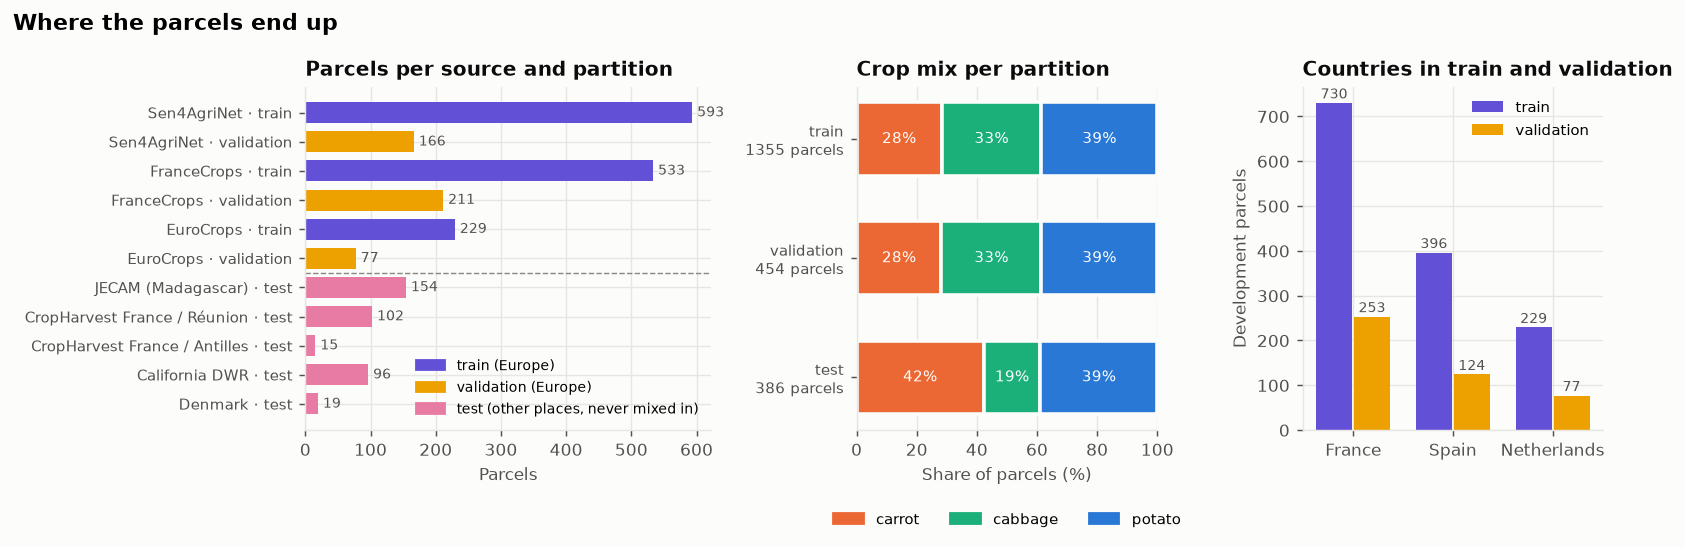 Where the parcels end up
Parcels per source and partition
Sen4AgriNet · train
593
Sen4AgriNet · validation
166
FranceCrops · train
533
FranceCrops · validation
211
EuroCrops · train
229
EuroCrops · validation
77
JECAM (Madagascar) · test
154
CropHarvest France / Réunion · test
102
CropHarvest France / Antilles · test
15
California DWR · test
96
Denmark · test
19
train (Europe)
validation (Europe)
test (other places, never mixed in)
0 100 200 300 400 500 600
Parcels
Crop mix per partition
train
1355 parcels
28% 33% 39%
validation
454 parcels
28% 33% 39%
test
386 parcels
42% 19% 39%
0 20 40 60 80 100
Share of parcels (%)
carrot cabbage potato
Countries in train and validation
Development parcels
700
600
500
400
300
200
100
0
730
253
396
124
229
77
train
validation
France Spain Netherlands